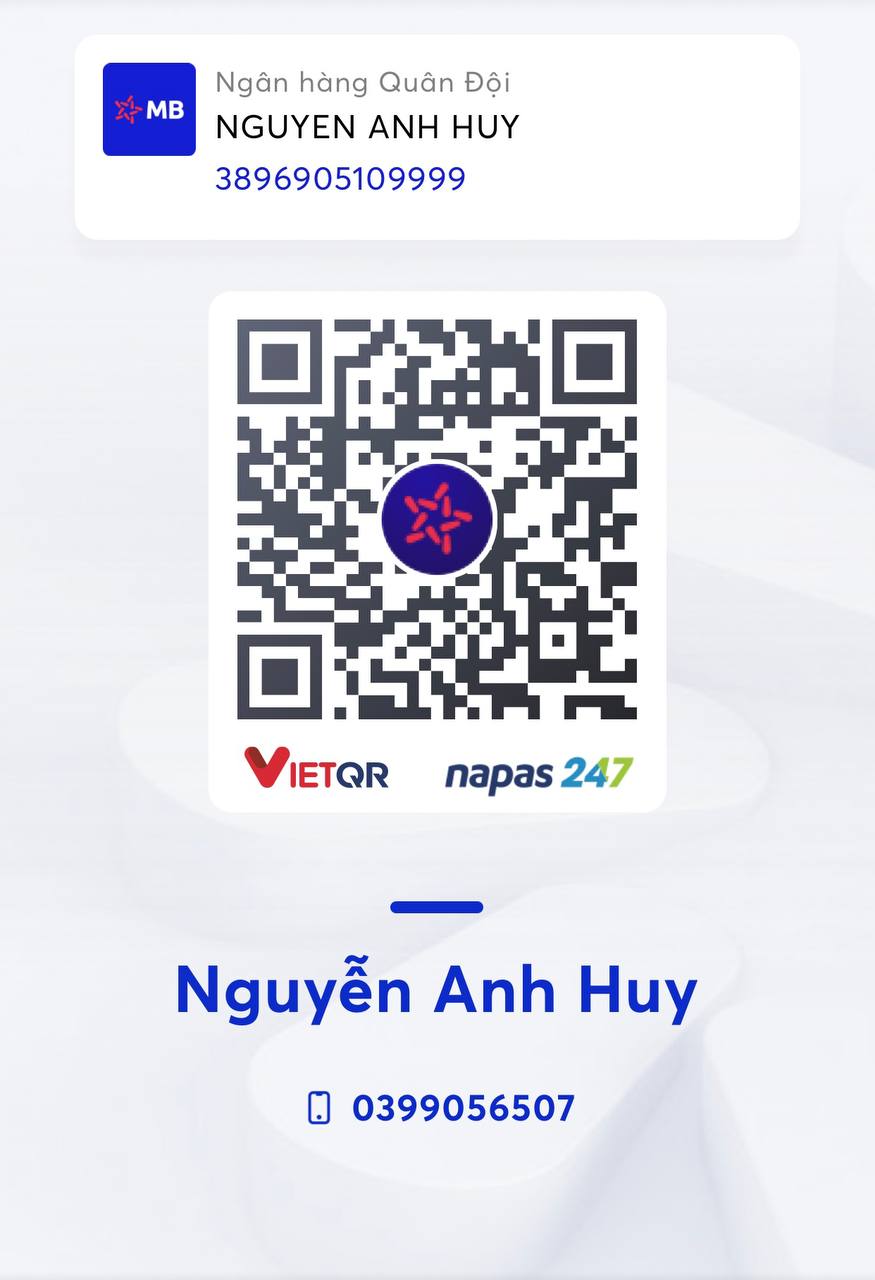 MB
Ngân hàng Quân Đội
NGUYEN ANH HUY
3896905109999
VIETQR
napas 247
Nguyễn Anh Huy
0399056507